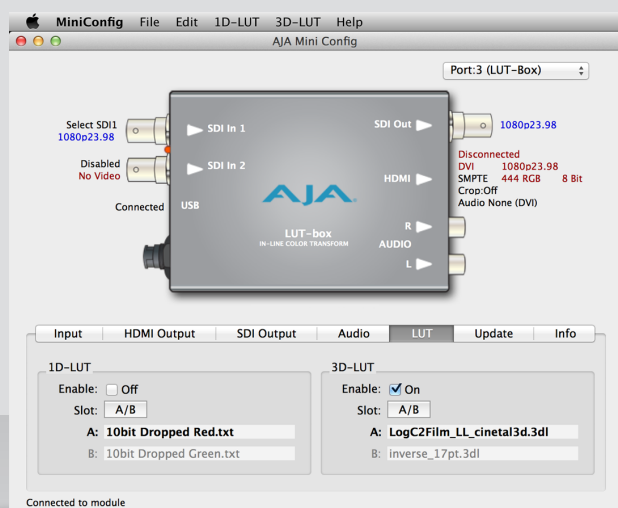 MiniConfig File Edit 1D-LUT 3D-LUT Help
AJA Mini Config
Port:3 (LUT-Box)
Select SDI1
1080p23.98
Disabled
No Video
Connected
SDI In 1
SDI In 2
USB
AJA
LUT-box
IN-LINE COLOR TRANSFORM
SDI Out
HDMI
R
AUDIO
L
1080p23.98
Disconnected
DVI 1080p23.98
SMPTE 444 RGB 8 Bit
Crop:Off
Audio None (DVI)
Input HDMI Output SDI Output Audio LUT Update Info
1D-LUT
Enable: Off
Slot: A/B
A: 10bit Dropped Red.txt
B: 10bit Dropped Green.txt
3D-LUT
Enable: On
Slot: A/B
A: LogC2Film_LL_cinetal3d.3dl
B: inverse_17pt.3dl
Connected to module